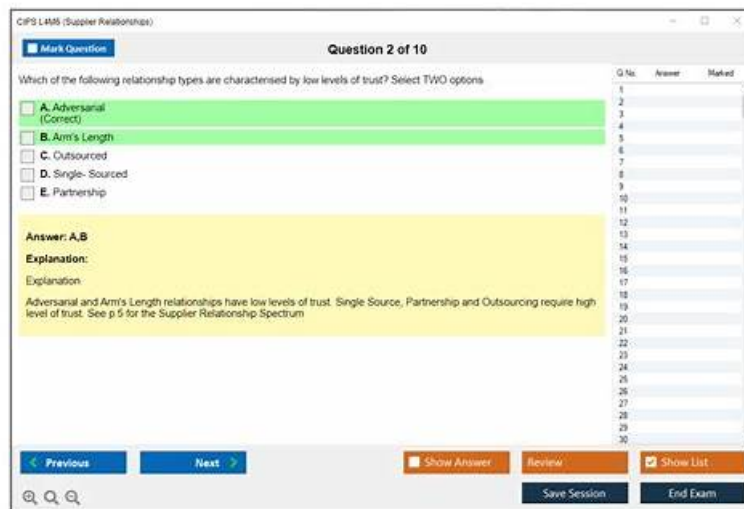 CIPS L4M6 (Supplier Relationships)
Mark Question
Question 2 of 10
Which of the following relationship types are charactensed by low levels of trust? Select TWO options
A. Adversarial
(Correct)
B. Arm's Length
C. Outsourced
D. Single- Sourced
E. Partnership
Answer: A,B
Explanation:
Explanation
Adversarial and Arm's Length relationships have low levels of trust. Single Source, Partnership and Outsourcing require high
level of trust. See p 5 for the Supplier Relationship Spectrum
Q No. Answer Marked
1
2
3
4
5
6
7
8
9
10
11
12
13
14
15
16
17
18
19
20
21
22
23
24
25
26
27
28
29
30
Previous
Next
Show Answer
Review
Show List
Save Session
End Exam